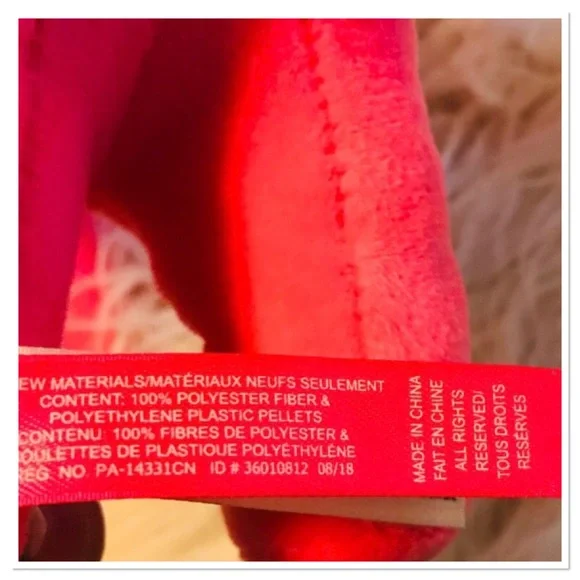 EW MATERIALS/MATÉRIAUX NEUFS SEULEMENT
CONTENT: 100% POLYESTER FIBER &
POLYETHYLENE PLASTIC PELLETS
CONTENU: 100% FIBRES DE POLYESTER &
OULETTES DE PLASTIQUE POLYÉTHYLÈNE
REG NO. PA-14331CN ID # 36010812 08/18
MADE IN CHINA
FAIT EN CHINE
ALL RIGHTS
RESERVED/
TOUS DROITS
RESERVÉS